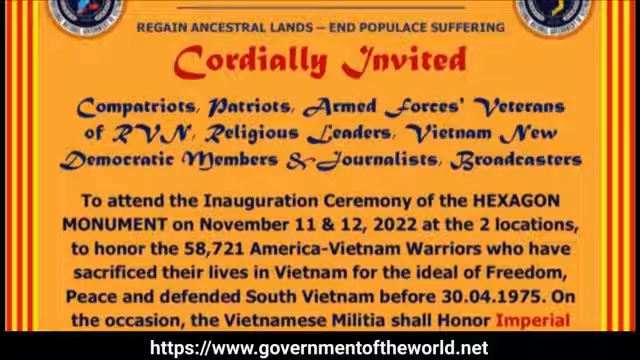 REGAIN ANCESTRAL LANDS – END POPULACE SUFFERING
Cordially Invited
Compatriots, Patriots, Armed Forces' Veterans
of RVN, Religious Leaders, Vietnam New
Democratic Members & Journalists, Broadcasters
To attend the Inauguration Ceremony of the HEXAGON
MONUMENT on November 11 & 12, 2022 at the 2 locations,
to honor the 58,721 America-Vietnam Warriors who have
sacrificed their lives in Vietnam for the ideal of Freedom,
Peace and defended South Vietnam before 30.04.1975. On
the occasion, the Vietnamese Militia shall Honor Imperial
https://www.governmentoftheworld.net